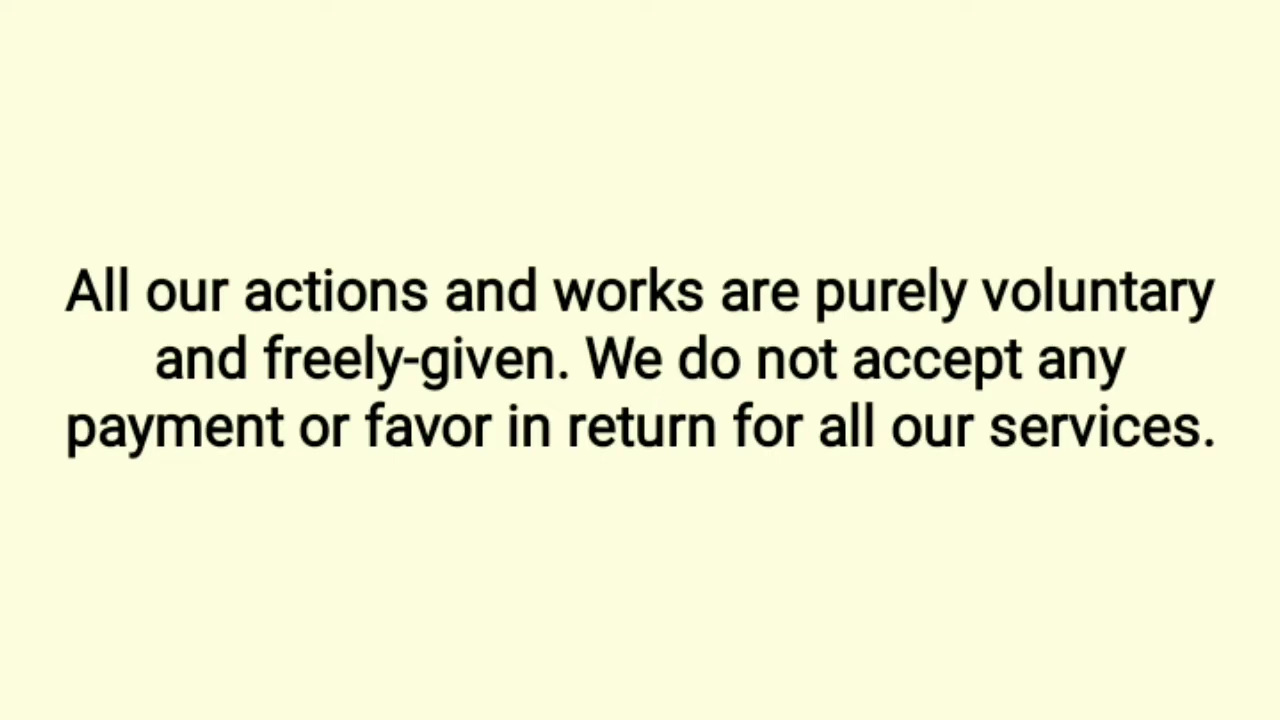 All our actions and works are purely voluntary
and freely-given. We do not accept any
payment or favor in return for all our services.